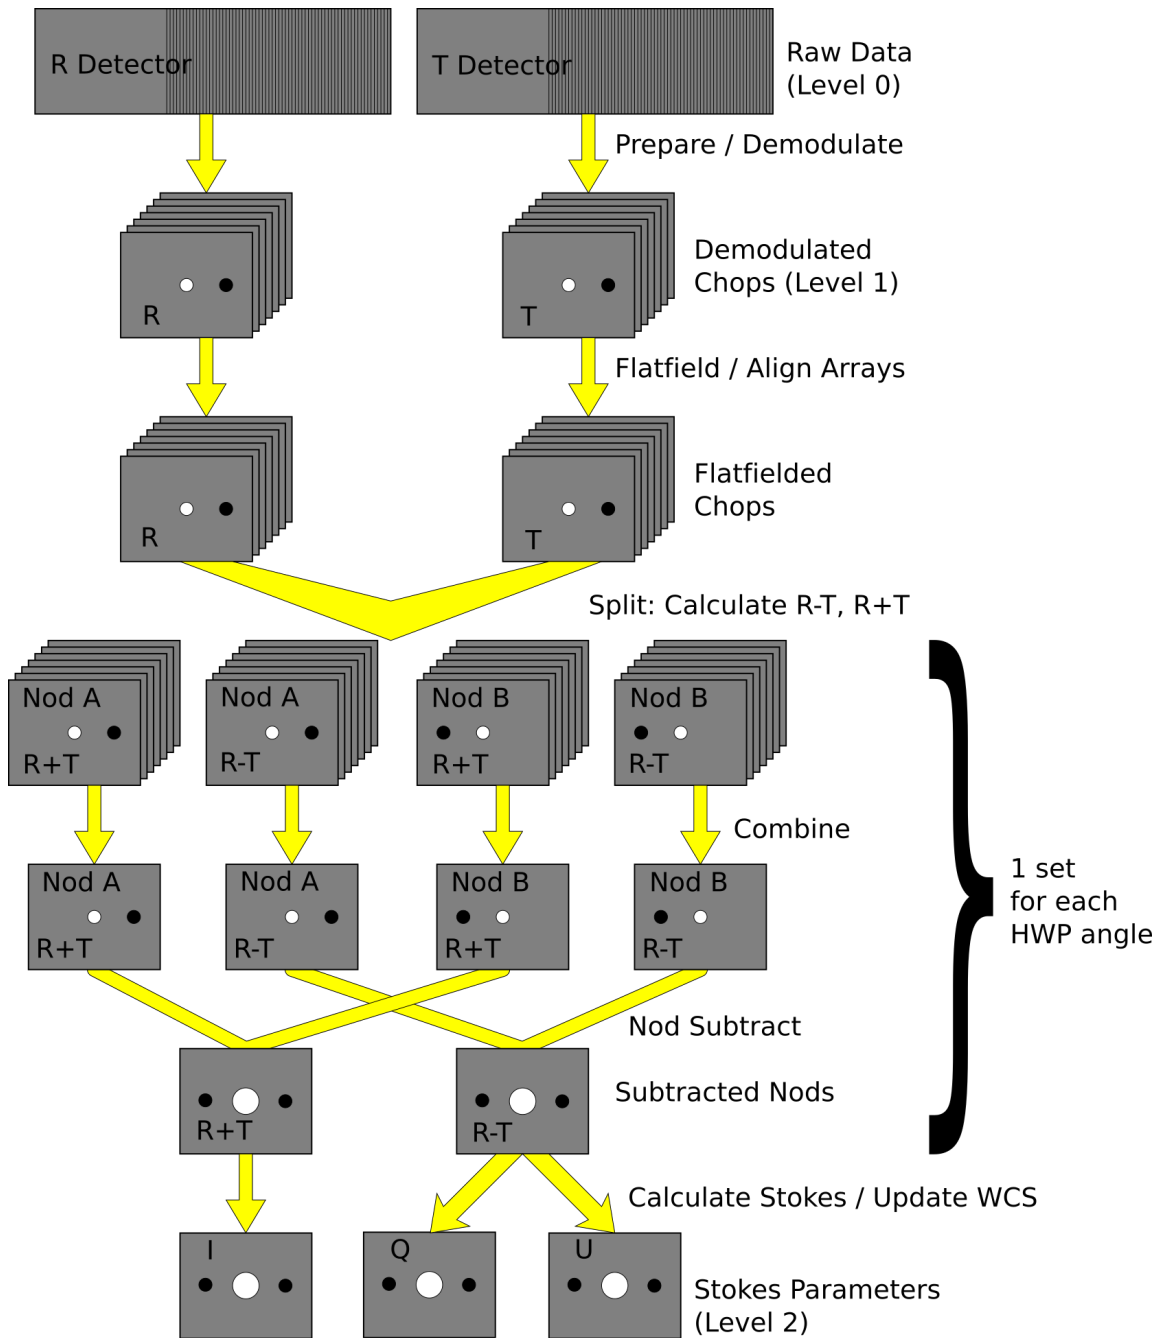 R Detector
T Detector
Raw Data
(Level 0)
Prepare / Demodulate
Demodulated
Chops (Level 1)
R
T
Flatfield / Align Arrays
Flatfielded
Chops
R
T
Split: Calculate R-T, R+T
Nod A
Nod A
Nod B
Nod B
R+T
R-T
R+T
R-T
Combine
1 set
for each
HWP angle
Nod A
Nod A
Nod B
Nod B
R+T
R-T
R+T
R-T
Nod Subtract
Subtracted Nods
R+T
R-T
Calculate Stokes / Update WCS
I
Q
U
Stokes Parameters
(Level 2)